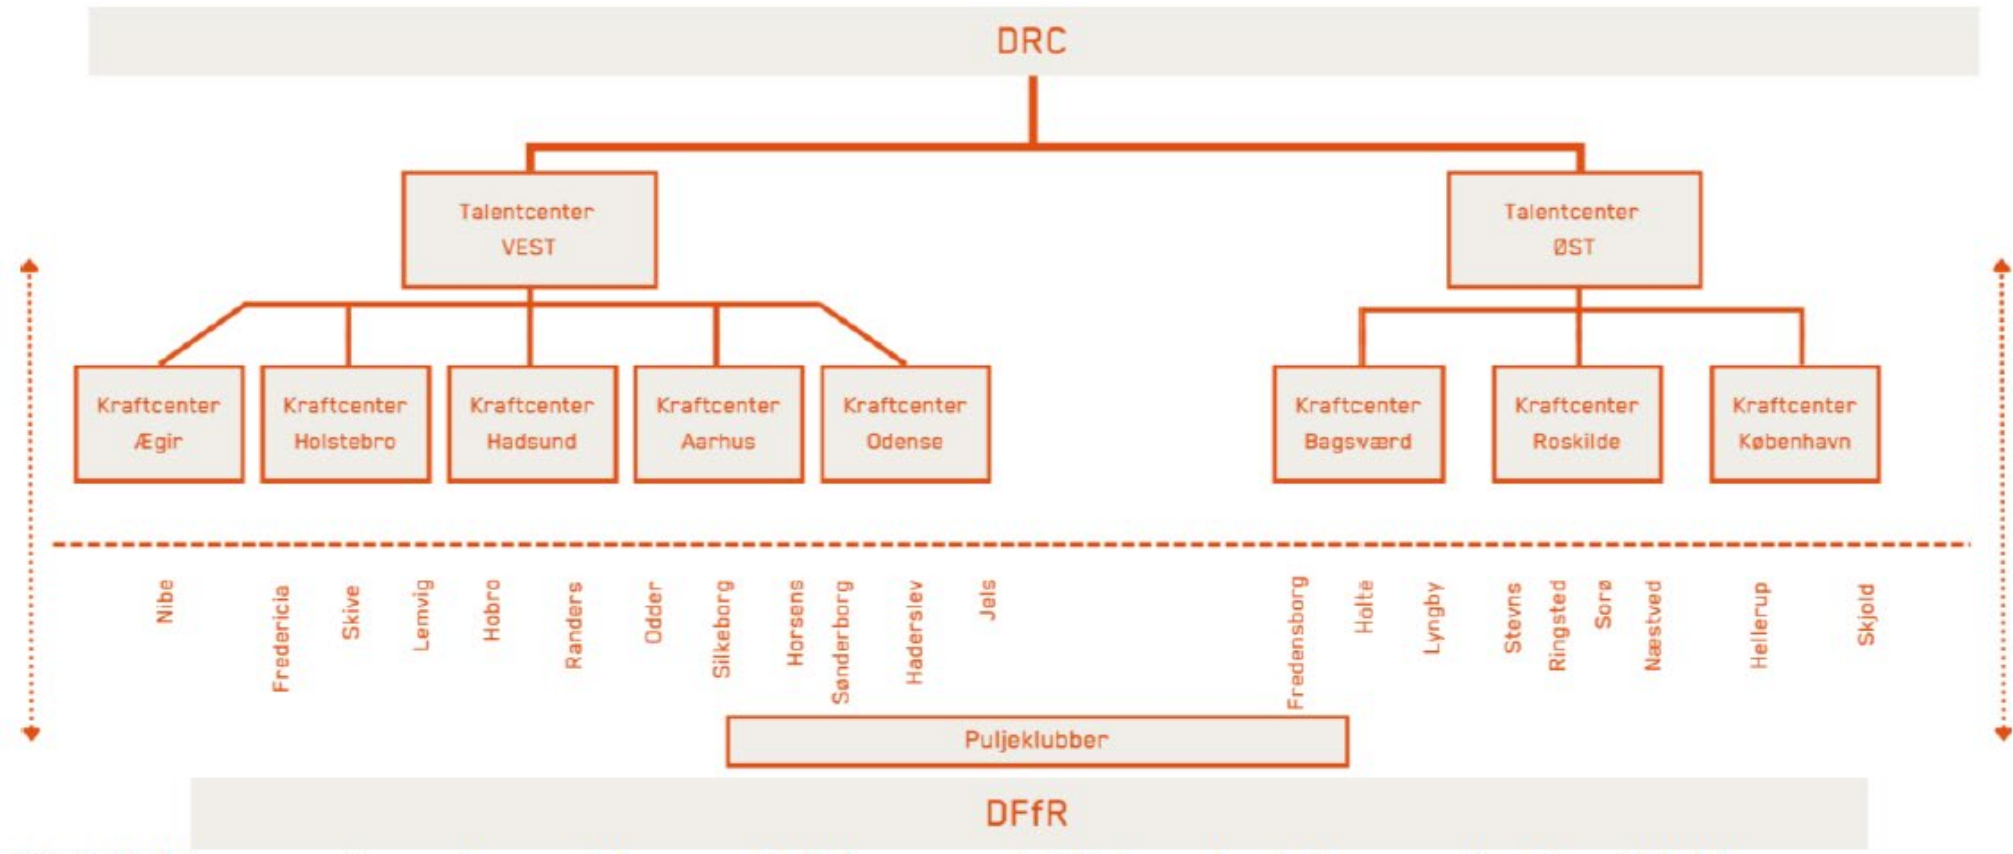 DRC
Talentcenter
VEST
Talentcenter
ØST
Kraftcenter
Ægir
Kraftcenter
Holstebro
Kraftcenter
Hadsund
Kraftcenter
Aarhus
Kraftcenter
Odense
Kraftcenter
Bagsværd
Kraftcenter
Roskilde
Kraftcenter
København
Nibe
Fredericia
Skive
Lemvig
Hobro
Randers
Odder
Silkeborg
Horsens
Sønderborg
Haderslev
Jels
Fredensborg
Holte
Lyngby
Stevns
Ringsted
Sorø
Næstved
Hellerup
Skjold
Puljeklubber
DFfR